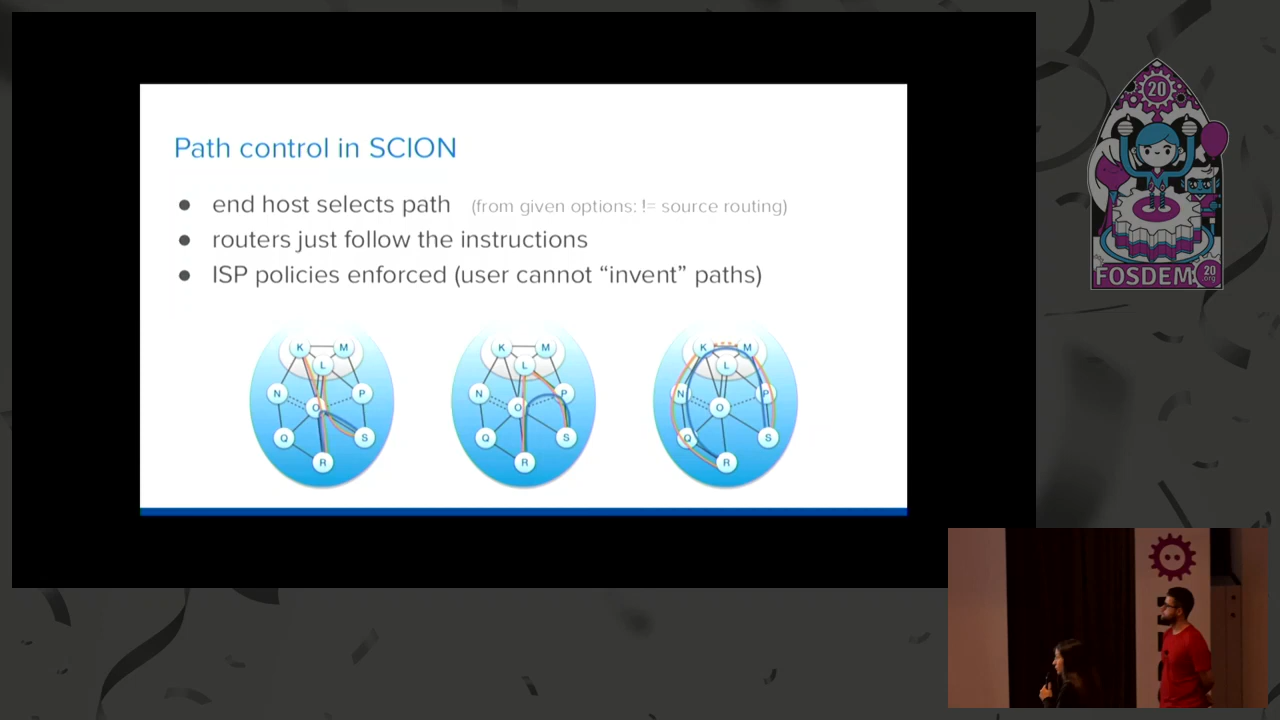 Path control in SCION
● end host selects path (from given options: != source routing)
● routers just follow the instructions
● ISP policies enforced (user cannot “invent” paths)
K M
L
N P
O
Q S
R
K M
L
N P
O
Q S
R
K M
L
N P
O
Q S
R
20
FOSDEM 20
.org